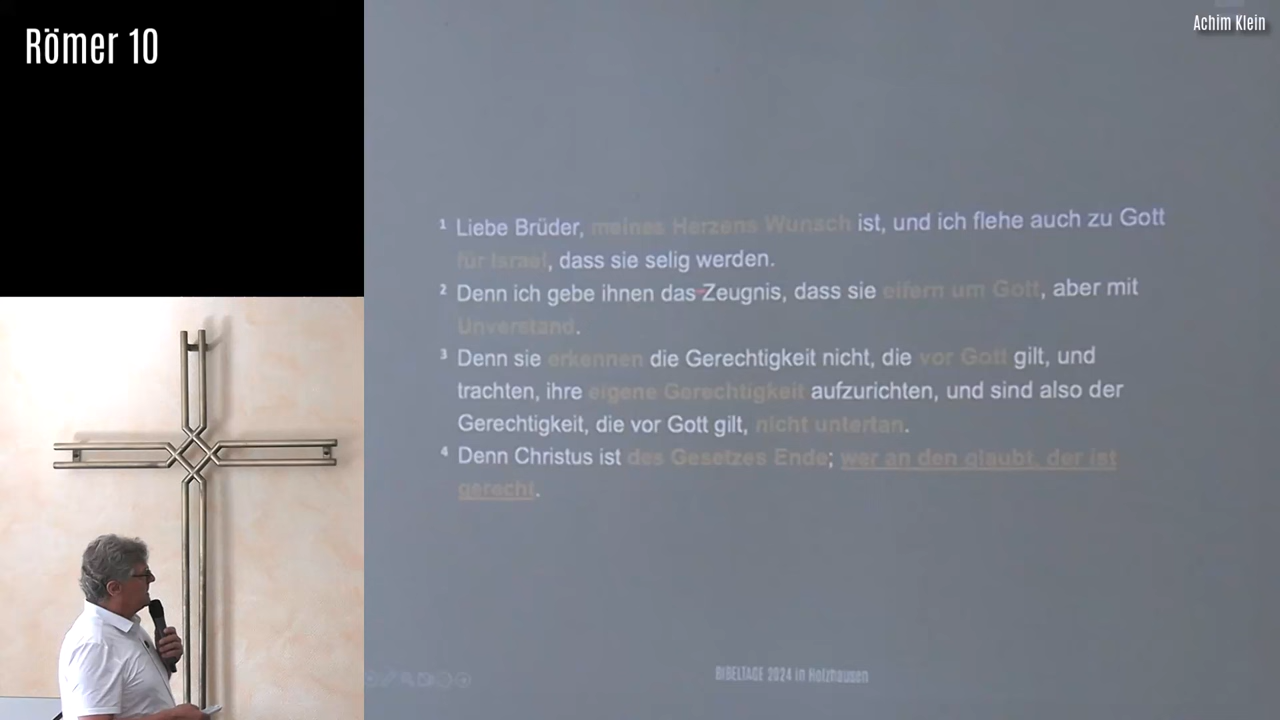 Römer 10
Achim Klein
¹ Liebe Brüder, meines Herzens Wunsch ist, und ich flehe auch zu Gott
für Israel, dass sie selig werden.
² Denn ich gebe ihnen das Zeugnis, dass sie eifern um Gott, aber mit
Unverstand.
³ Denn sie erkennen die Gerechtigkeit nicht, die vor Gott gilt, und
trachten, ihre eigene Gerechtigkeit aufzurichten, und sind also der
Gerechtigkeit, die vor Gott gilt, nicht untertan.
⁴ Denn Christus ist des Gesetzes Ende; wer an den glaubt, der ist
gerecht.
BIBELTAGE 2024 in Holzhausen